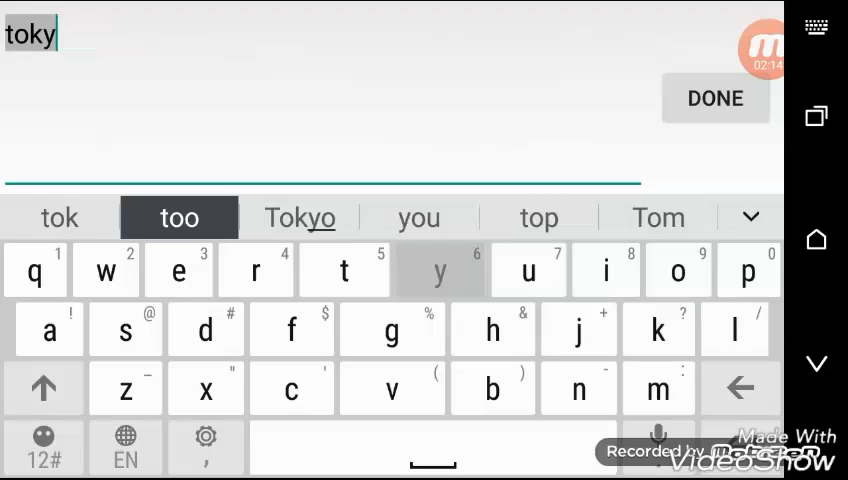 toky
02:14
DONE
tok too Tokyo you top Tom
q 1 w 2 e 3 r 4 t 5 y 6 u 7 i 8 o 9 p 0
a ! s @ d # f $ g % h & j + k ? l /
z _ x " c ' v ( b ) n - m :
12# EN ,
Recorded by
Made With
VideoShow